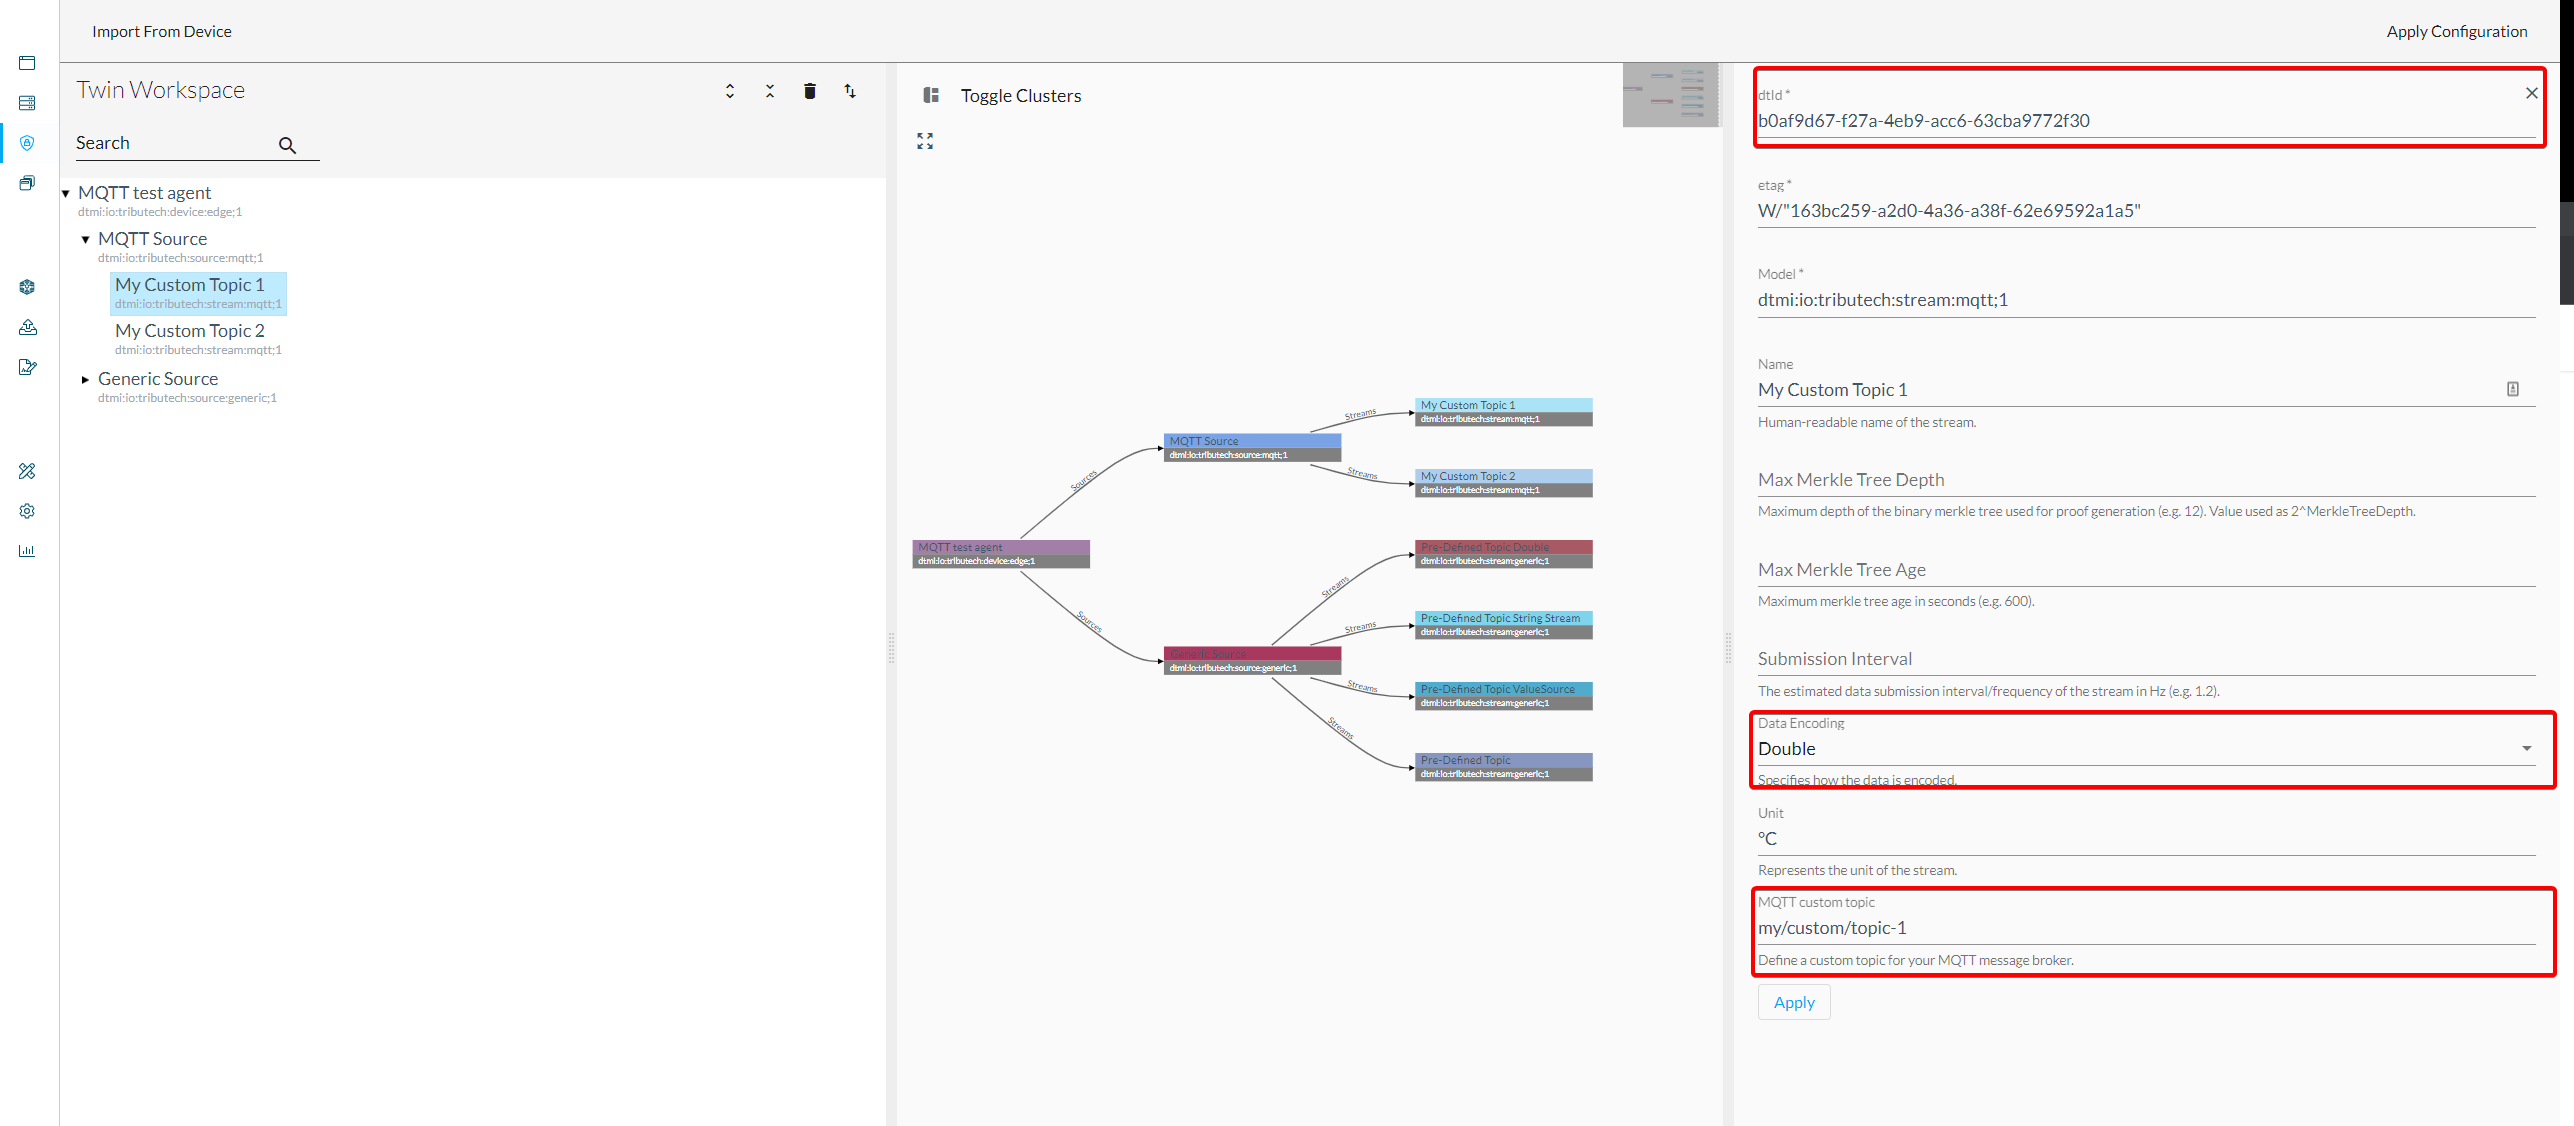 Import From Device
Apply Configuration
Twin Workspace
Search
MQTT test agent
dtmi:io:tributech:device:edge;1
MQTT Source
dtmi:io:tributech:source:mqtt;1
My Custom Topic 1
dtmi:io:tributech:stream:mqtt;1
My Custom Topic 2
dtmi:io:tributech:stream:mqtt;1
Generic Source
dtmi:io:tributech:source:generic;1
Toggle Clusters
MQTT test agent
dtmi:io:tributech:device:edge;1
Sources
Sources
MQTT Source
dtmi:io:tributech:source:mqtt;1
Streams
Streams
My Custom Topic 1
dtmi:io:tributech:stream:mqtt;1
My Custom Topic 2
dtmi:io:tributech:stream:mqtt;1
Generic Source
dtmi:io:tributech:source:generic;1
Streams
Streams
Streams
Streams
Pre-Defined Topic Double
dtmi:io:tributech:stream:generic;1
Pre-Defined Topic String Stream
dtmi:io:tributech:stream:generic;1
Pre-Defined Topic ValueSource
dtmi:io:tributech:stream:generic;1
Pre-Defined Topic
dtmi:io:tributech:stream:generic;1
dtId *
b0af9d67-f27a-4eb9-acc6-63cba9772f30
etag *
W/"163bc259-a2d0-4a36-a38f-62e69592a1a5"
Model *
dtmi:io:tributech:stream:mqtt;1
Name
My Custom Topic 1
Human-readable name of the stream.
Max Merkle Tree Depth
Maximum depth of the binary merkle tree used for proof generation (e.g. 12). Value used as 2^MerkleTreeDepth.
Max Merkle Tree Age
Maximum merkle tree age in seconds (e.g. 600).
Submission Interval
The estimated data submission interval/frequency of the stream in Hz (e.g. 1.2).
Data Encoding
Double
Specifies how the data is encoded.
Unit
°C
Represents the unit of the stream.
MQTT custom topic
my/custom/topic-1
Define a custom topic for your MQTT message broker.
Apply